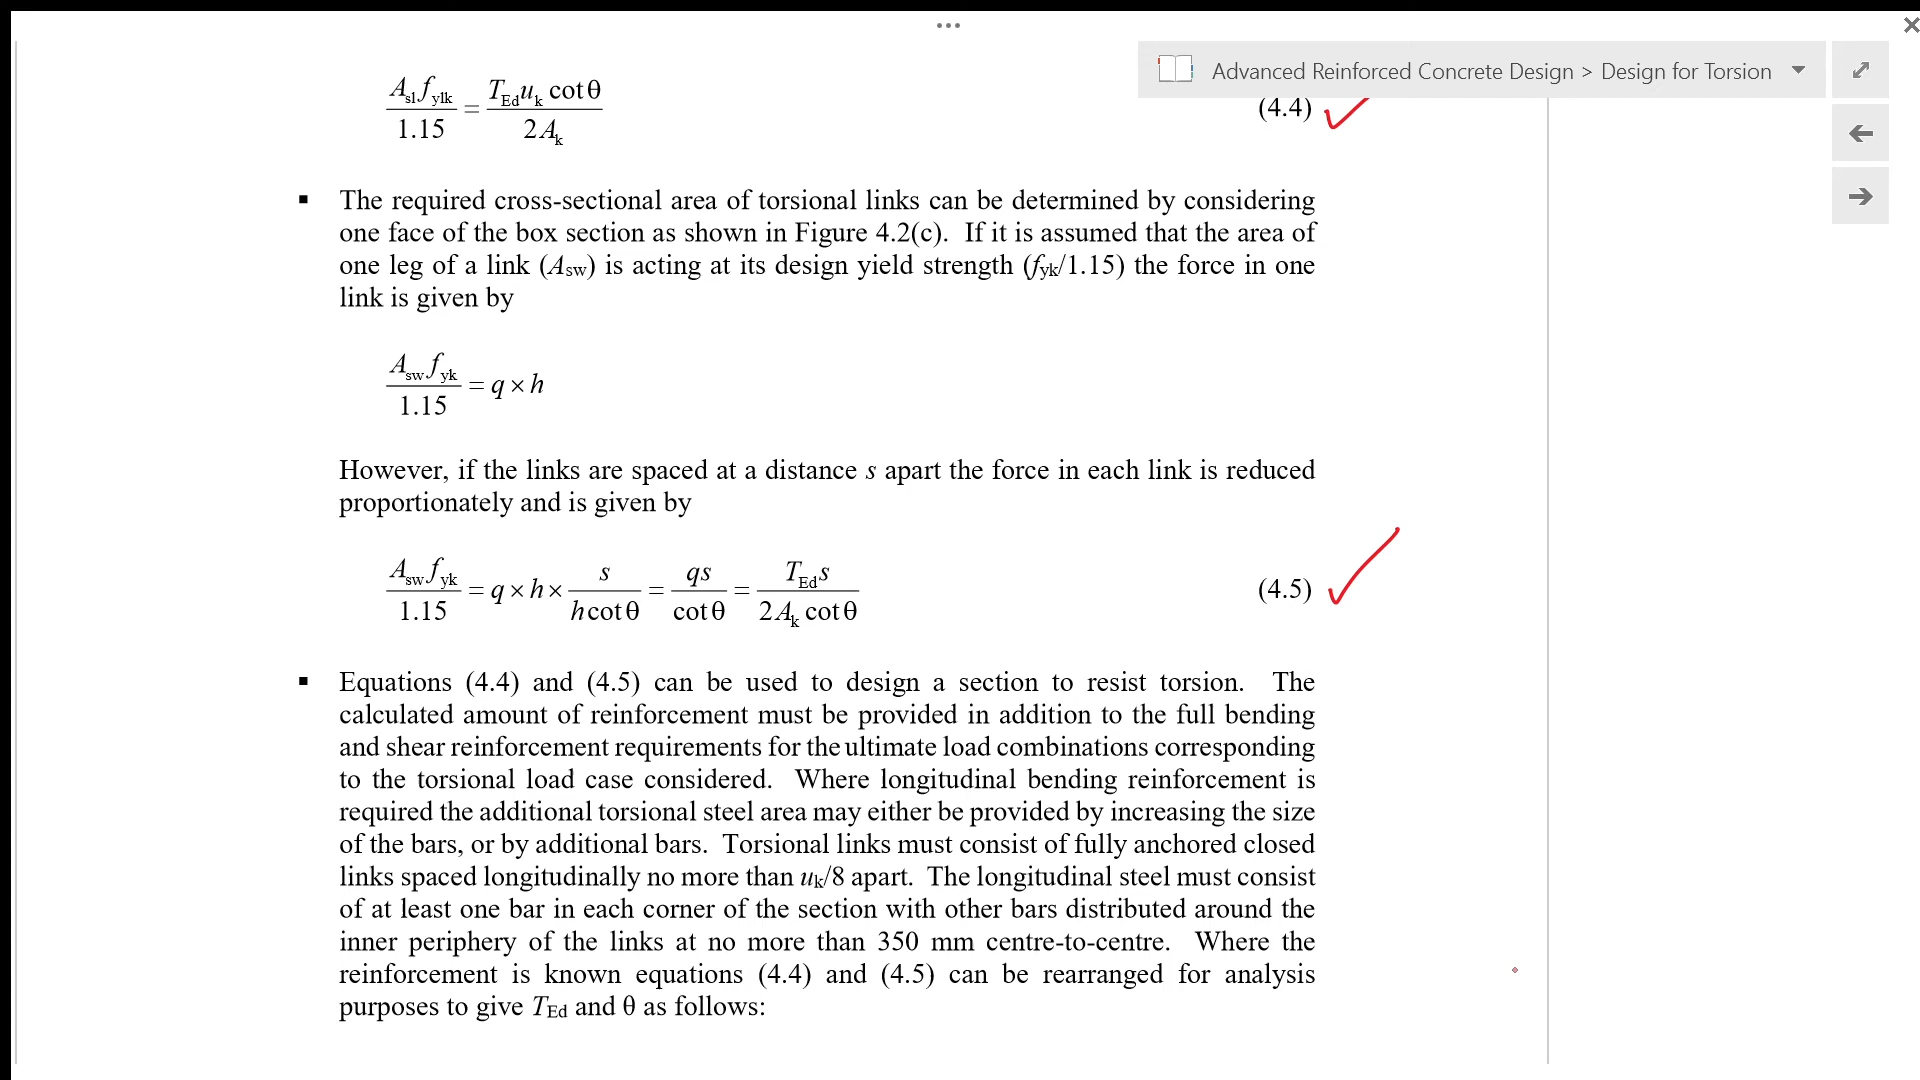 Advanced Reinforced Concrete Design > Design for Torsion
A_sl f_ylk / 1.15 = T_Ed u_k cotθ / 2A_k (4.4)
▪ The required cross-sectional area of torsional links can be determined by considering
one face of the box section as shown in Figure 4.2(c). If it is assumed that the area of
one leg of a link (Asw) is acting at its design yield strength (fyk/1.15) the force in one
link is given by
A_sw f_yk / 1.15 = q × h
However, if the links are spaced at a distance s apart the force in each link is reduced
proportionately and is given by
A_sw f_yk / 1.15 = q × h × s / hcotθ = qs / cotθ = T_Ed s / 2A_k cotθ (4.5)
▪ Equations (4.4) and (4.5) can be used to design a section to resist torsion. The
calculated amount of reinforcement must be provided in addition to the full bending
and shear reinforcement requirements for the ultimate load combinations corresponding
to the torsional load case considered. Where longitudinal bending reinforcement is
required the additional torsional steel area may either be provided by increasing the size
of the bars, or by additional bars. Torsional links must consist of fully anchored closed
links spaced longitudinally no more than uk/8 apart. The longitudinal steel must consist
of at least one bar in each corner of the section with other bars distributed around the
inner periphery of the links at no more than 350 mm centre-to-centre. Where the
reinforcement is known equations (4.4) and (4.5) can be rearranged for analysis
purposes to give TEd and θ as follows: